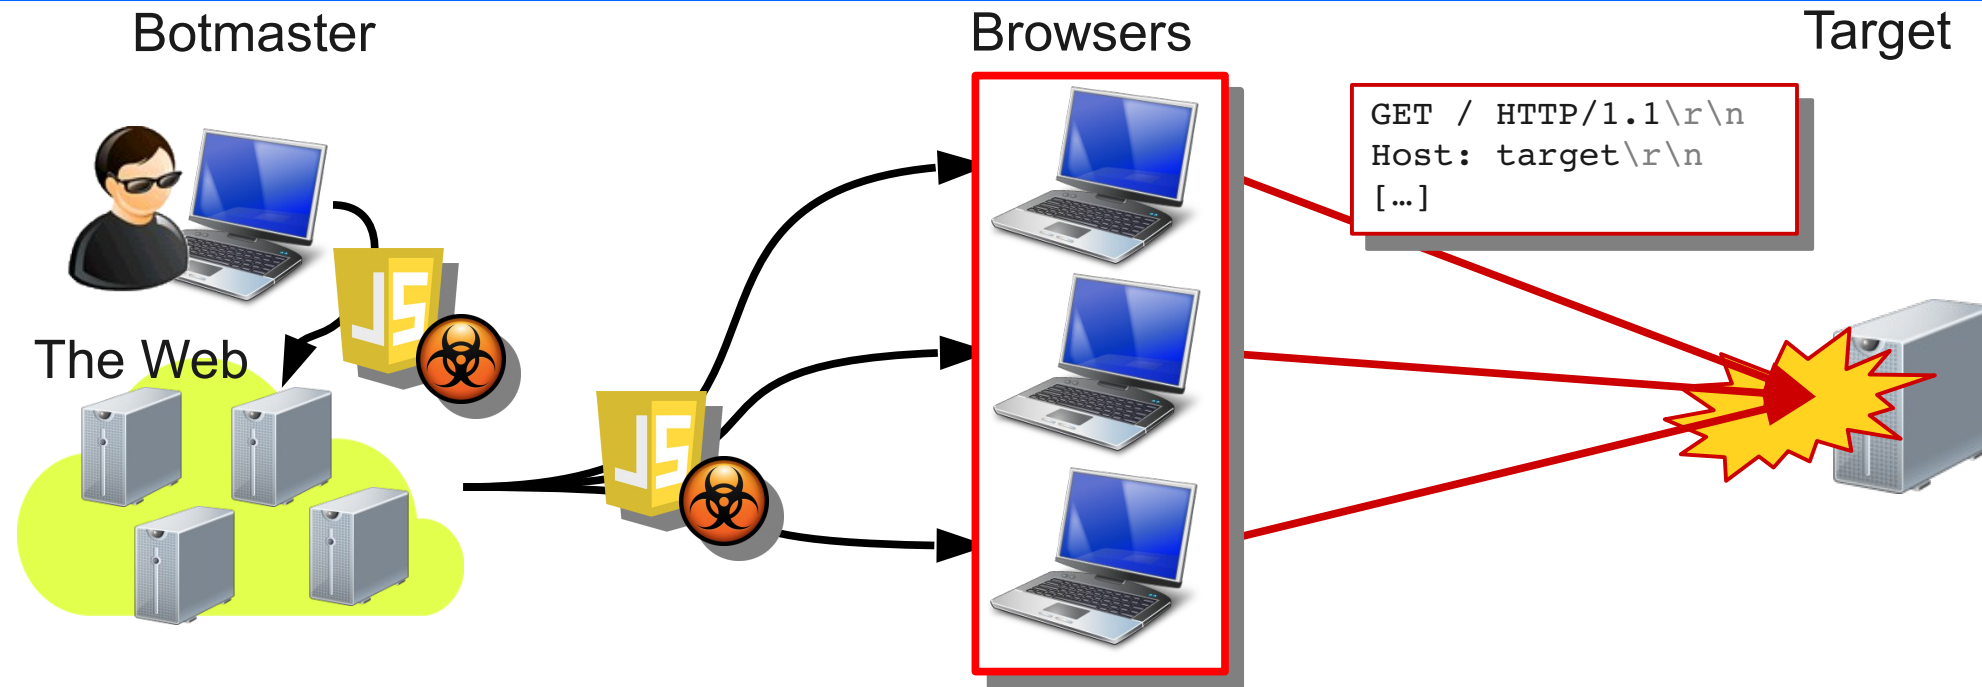 Botmaster
Browsers
Target
GET / HTTP/1.1\r\n
Host: target\r\n
[…]
JS
The Web
JS